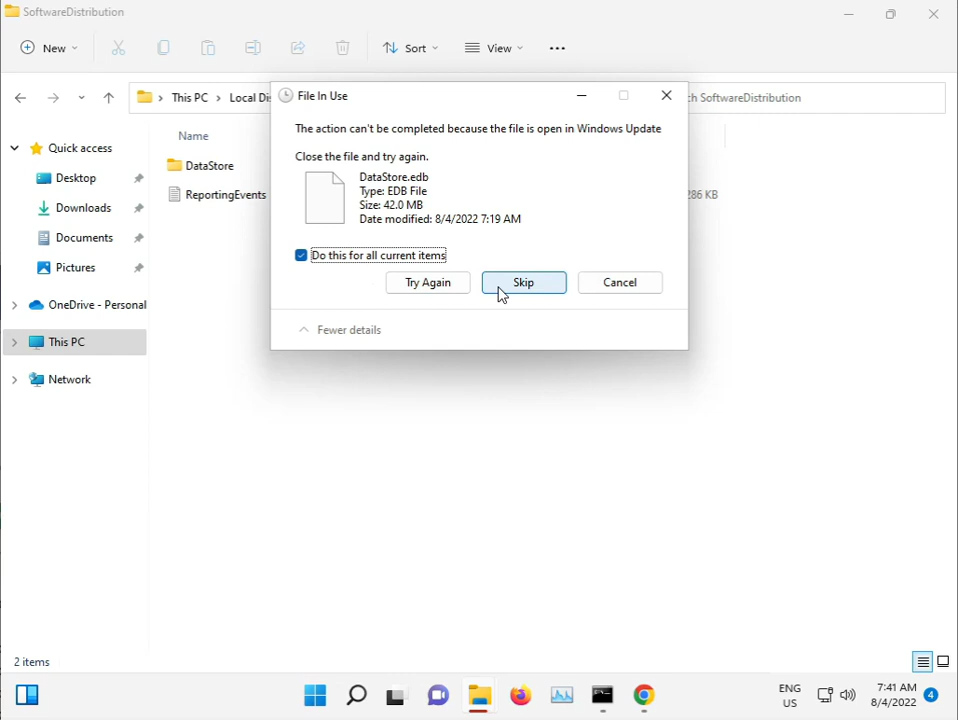 SoftwareDistribution
New
Sort
View
This PC
Local Di
ch SoftwareDistribution
File In Use
The action can't be completed because the file is open in Windows Update
Close the file and try again.
DataStore.edb
Type: EDB File
Size: 42.0 MB
Date modified: 8/4/2022 7:19 AM
Do this for all current items
Try Again
Skip
Cancel
Fewer details
Quick access
Desktop
Downloads
Documents
Pictures
OneDrive - Personal
This PC
Network
Name
DataStore
ReportingEvents
286 KB
2 items
ENG
US
7:41 AM
8/4/2022
4